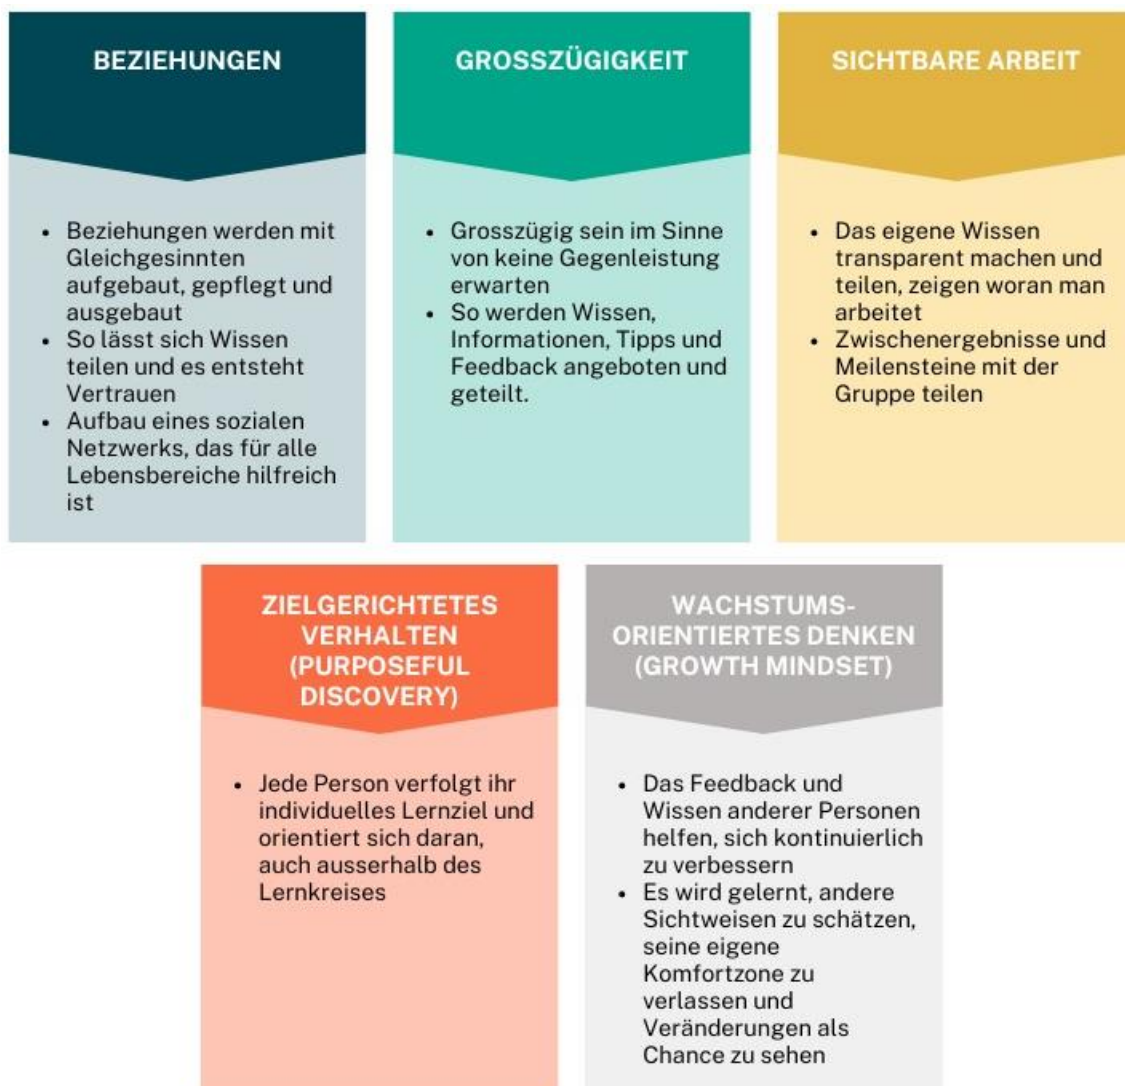 BEZIEHUNGEN
• Beziehungen werden mit
Gleichgesinnten
aufgebaut, gepflegt und
ausgebaut
• So lässt sich Wissen
teilen und es entsteht
Vertrauen
• Aufbau eines sozialen
Netzwerks, das für alle
Lebensbereiche hilfreich
ist
GROSSZÜGIGKEIT
• Grosszügig sein im Sinne
von keine Gegenleistung
erwarten
• So werden Wissen,
Informationen, Tipps und
Feedback angeboten und
geteilt.
SICHTBARE ARBEIT
• Das eigene Wissen
transparent machen und
teilen, zeigen woran man
arbeitet
• Zwischenergebnisse und
Meilensteine mit der
Gruppe teilen
ZIELGERICHTETES
VERHALTEN
(PURPOSEFUL
DISCOVERY)
• Jede Person verfolgt ihr
individuelles Lernziel und
orientiert sich daran,
auch ausserhalb des
Lernkreises
WACHSTUMS-
ORIENTIERTES DENKEN
(GROWTH MINDSET)
• Das Feedback und
Wissen anderer Personen
helfen, sich kontinuierlich
zu verbessern
• Es wird gelernt, andere
Sichtweisen zu schätzen,
seine eigene
Komfortzone zu
verlassen und
Veränderungen als
Chance zu sehen